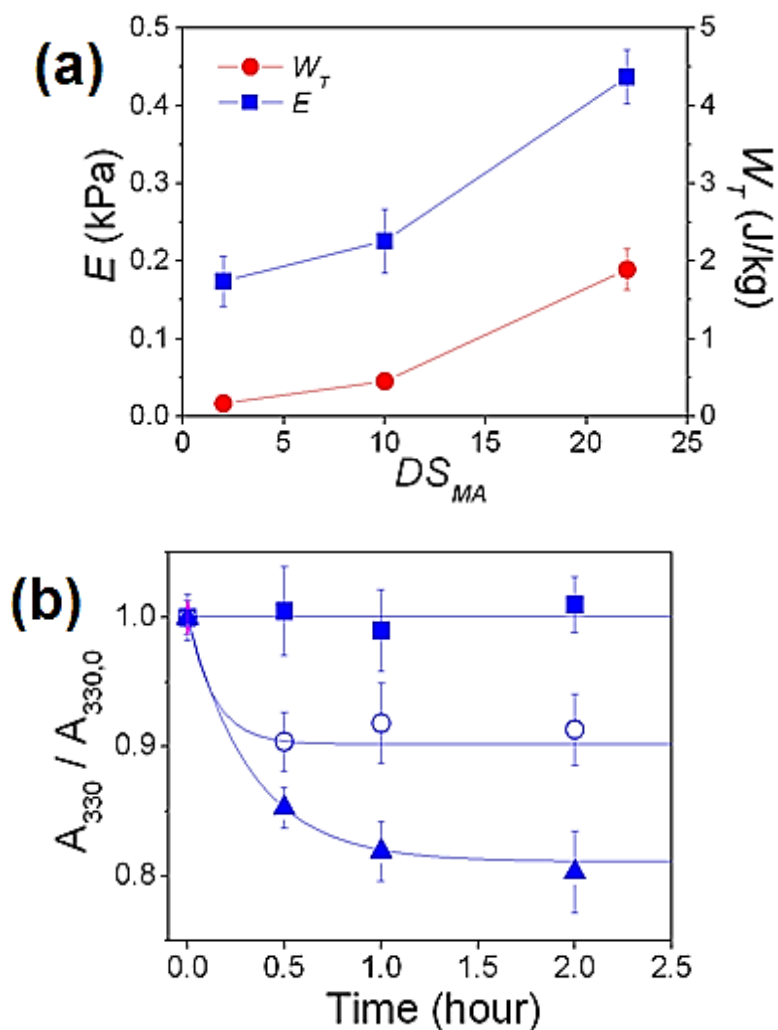 (a)
W_T
E
E (kPa)
0.5
0.4
0.3
0.2
0.1
0.0
W_T (J/kg)
5
4
3
2
1
0
0 5 10 15 20 25
DS_MA
(b)
A_330 / A_330,0
1.0
0.9
0.8
0.0 0.5 1.0 1.5 2.0 2.5
Time (hour)